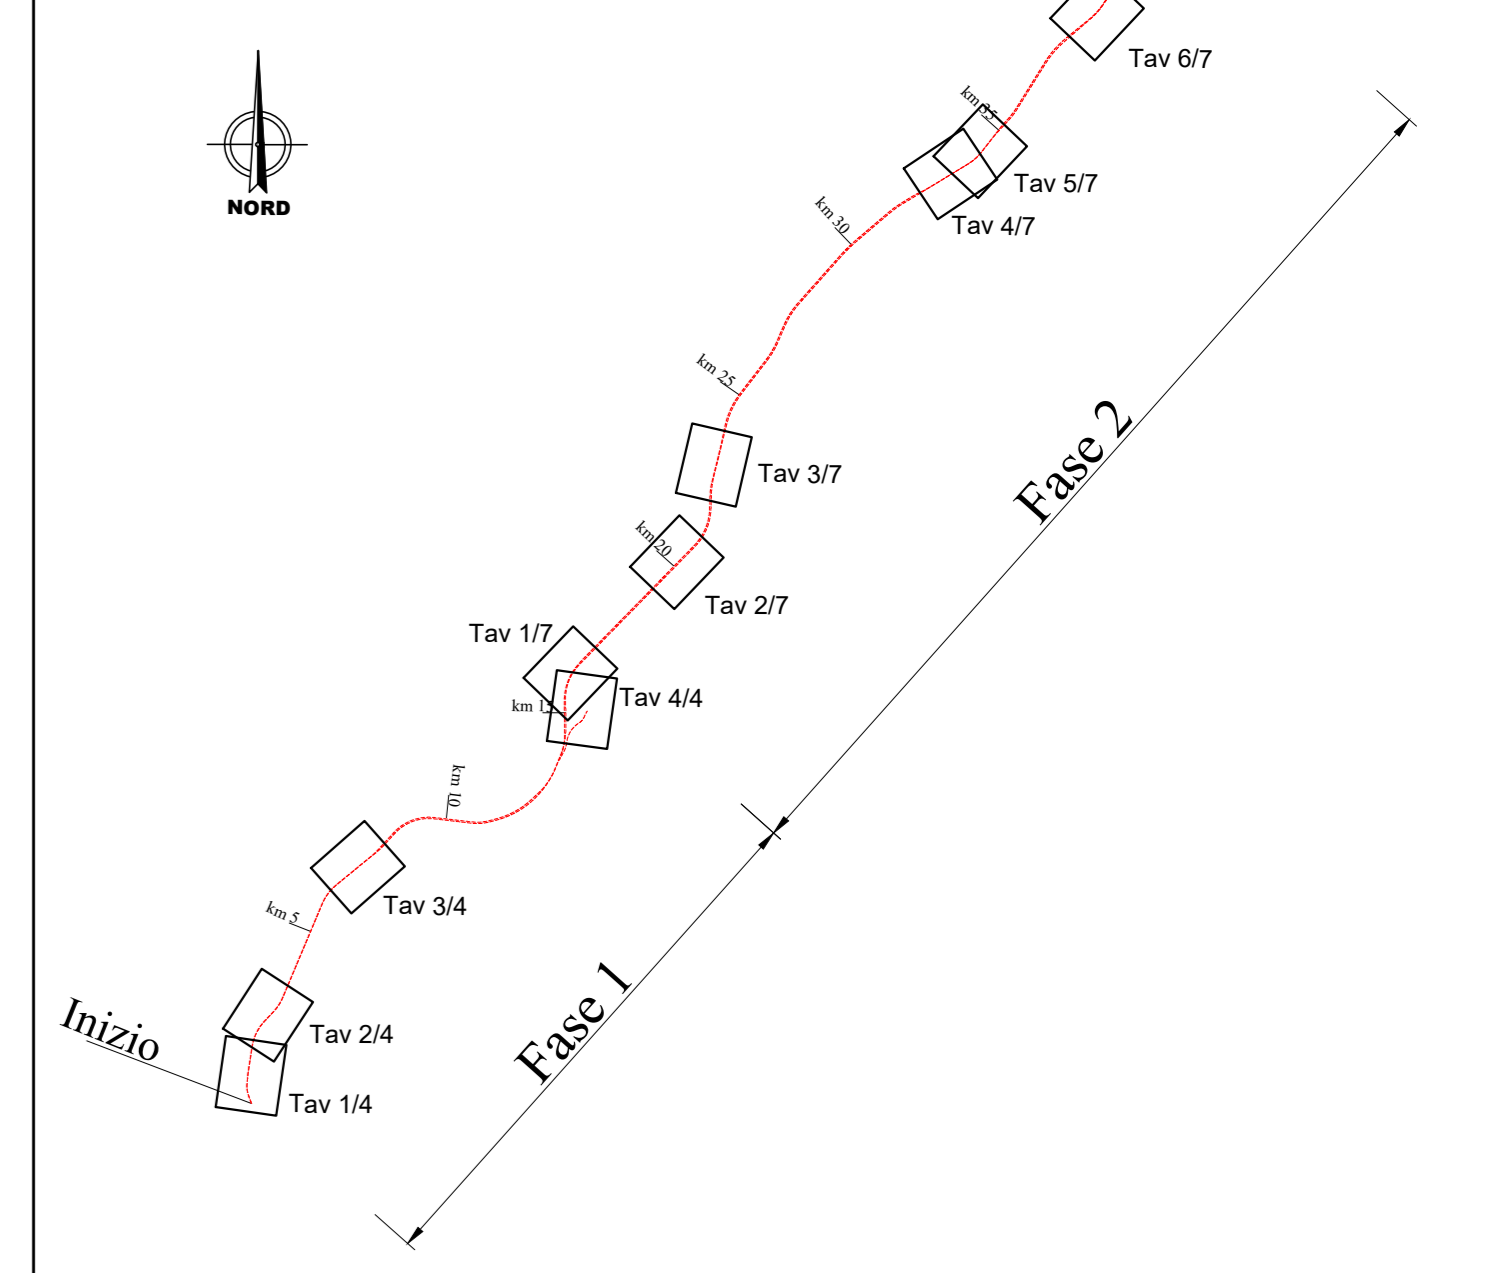 Tav 6/7
NORD
km 35
Tav 5/7
km 30
Tav 4/7
km 25
Fase 2
Tav 3/7
km 20
Tav 2/7
Tav 1/7
Tav 4/4
km 15
km 10
Tav 3/4
km 5
Fase 1
Inizio
Tav 2/4
Tav 1/4